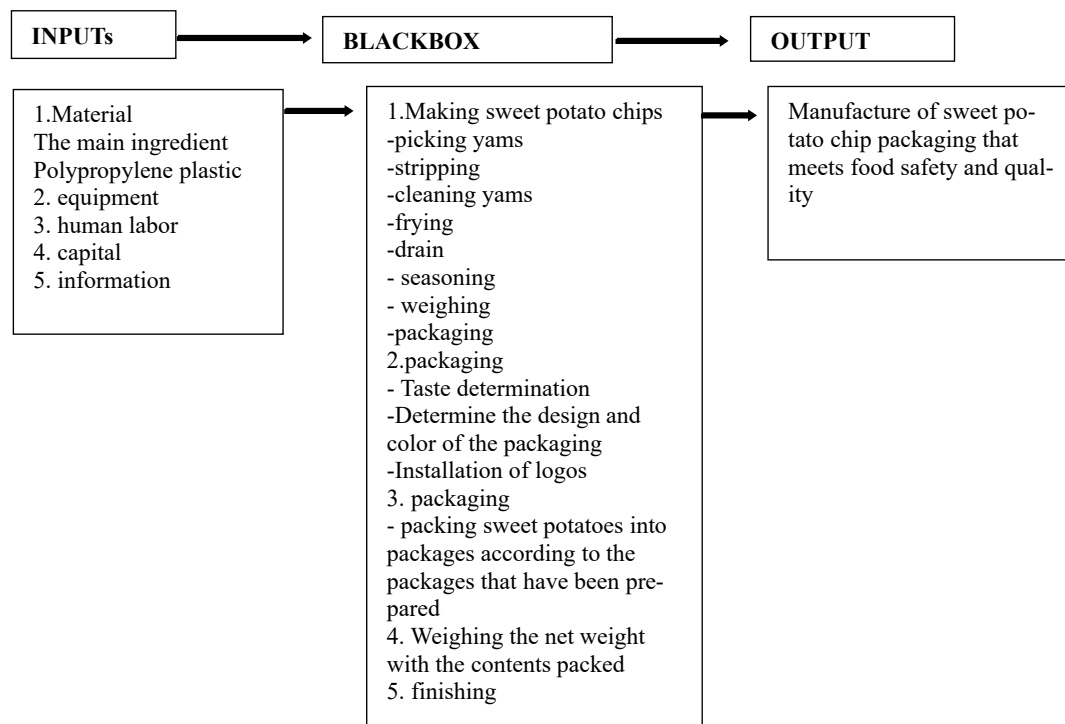 INPUTs
BLACKBOX
OUTPUT
1.Material
The main ingredient
Polypropylene plastic
2. equipment
3. human labor
4. capital
5. information
1.Making sweet potato chips
-picking yams
-stripping
-cleaning yams
-frying
-drain
- seasoning
- weighing
-packaging
2.packaging
- Taste determination
-Determine the design and
color of the packaging
-Installation of logos
3. packaging
- packing sweet potatoes into
packages according to the
packages that have been pre-
pared
4. Weighing the net weight
with the contents packed
5. finishing
Manufacture of sweet po-
tato chip packaging that
meets food safety and qual-
ity